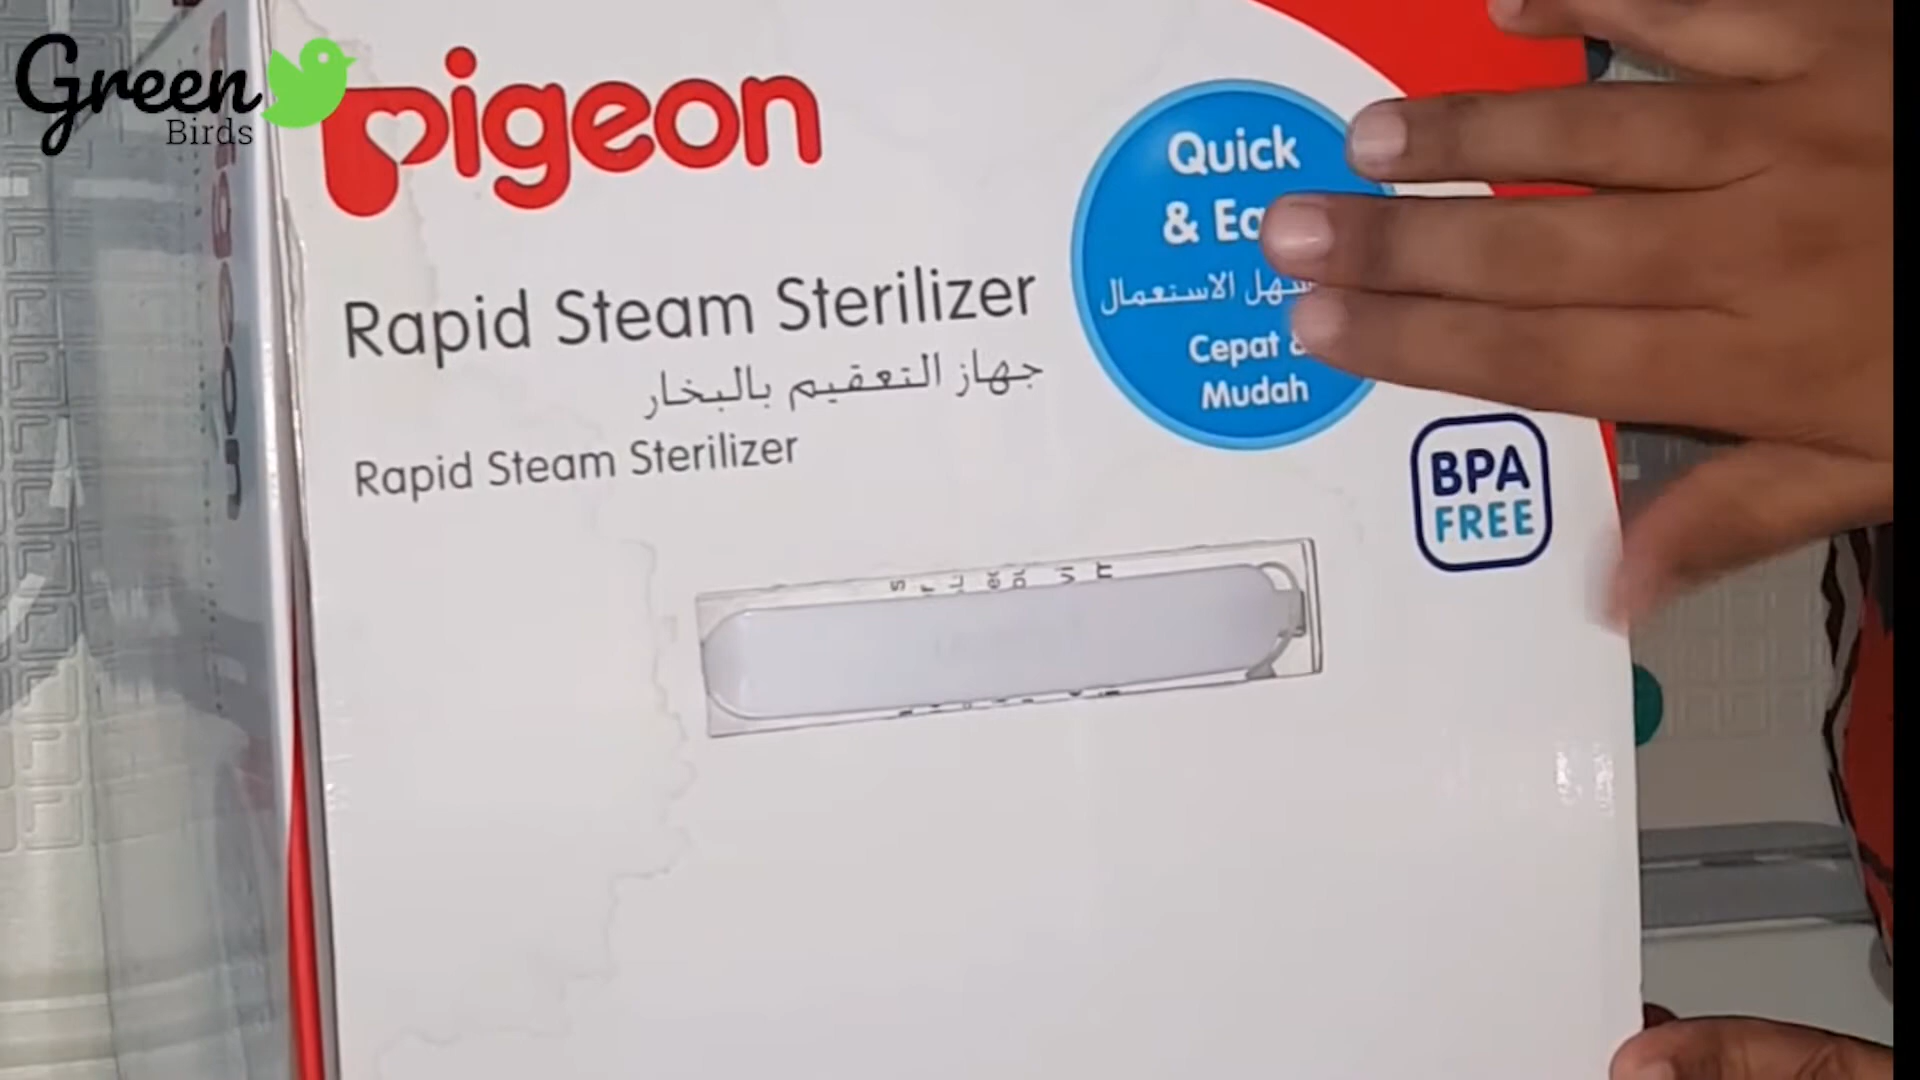 Green
Birds
pigeon
Rapid Steam Sterilizer
جهاز التعقيم بالبخار
Rapid Steam Sterilizer
Quick
&
سهل الاستعمال
Cepat
Mudah
BPA
FREE
pigeon